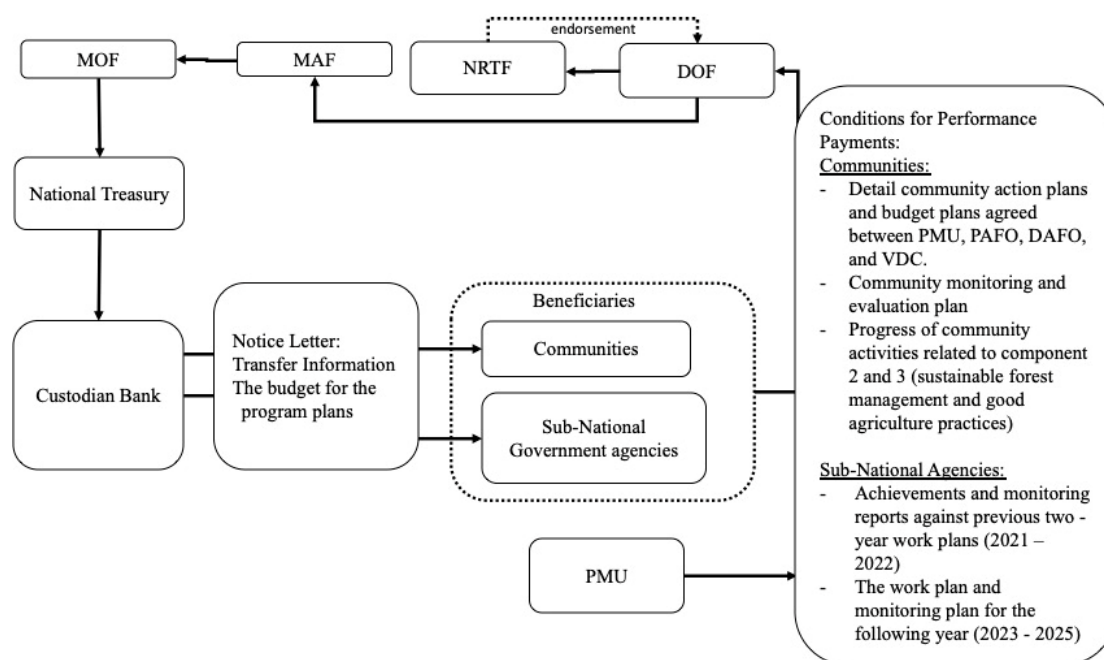 endorsement
MOF
MAF
NRTF
DOF
National Treasury
Custodian Bank
Notice Letter:
Transfer Information
The budget for the
program plans
Beneficiaries
Communities
Sub-National
Government agencies
PMU
Conditions for Performance
Payments:
Communities:
- Detail community action plans
and budget plans agreed
between PMU, PAFO, DAFO,
and VDC.
- Community monitoring and
evaluation plan
- Progress of community
activities related to component
2 and 3 (sustainable forest
management and good
agriculture practices)
Sub-National Agencies:
- Achievements and monitoring
reports against previous two -
year work plans (2021 –
2022)
- The work plan and
monitoring plan for the
following year (2023 - 2025)